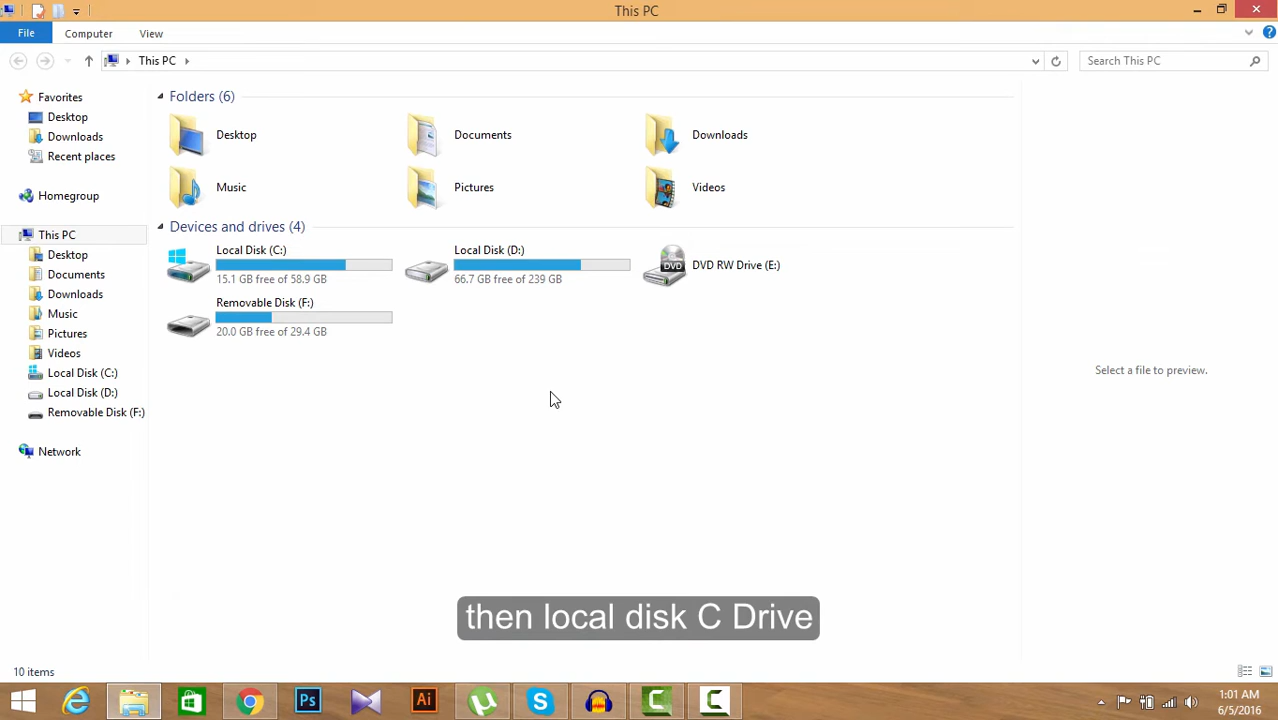 This PC
File
Computer
View
This PC
Search This PC
Favorites
Desktop
Downloads
Recent places
Homegroup
This PC
Desktop
Documents
Downloads
Music
Pictures
Videos
Local Disk (C:)
Local Disk (D:)
Removable Disk (F:)
Network
Folders (6)
Desktop
Documents
Downloads
Music
Pictures
Videos
Devices and drives (4)
Local Disk (C:)
15.1 GB free of 58.9 GB
Local Disk (D:)
66.7 GB free of 239 GB
DVD
DVD RW Drive (E:)
Removable Disk (F:)
20.0 GB free of 29.4 GB
Select a file to preview.
then local disk C Drive
10 items
Ps
Ai
1:01 AM
6/5/2016